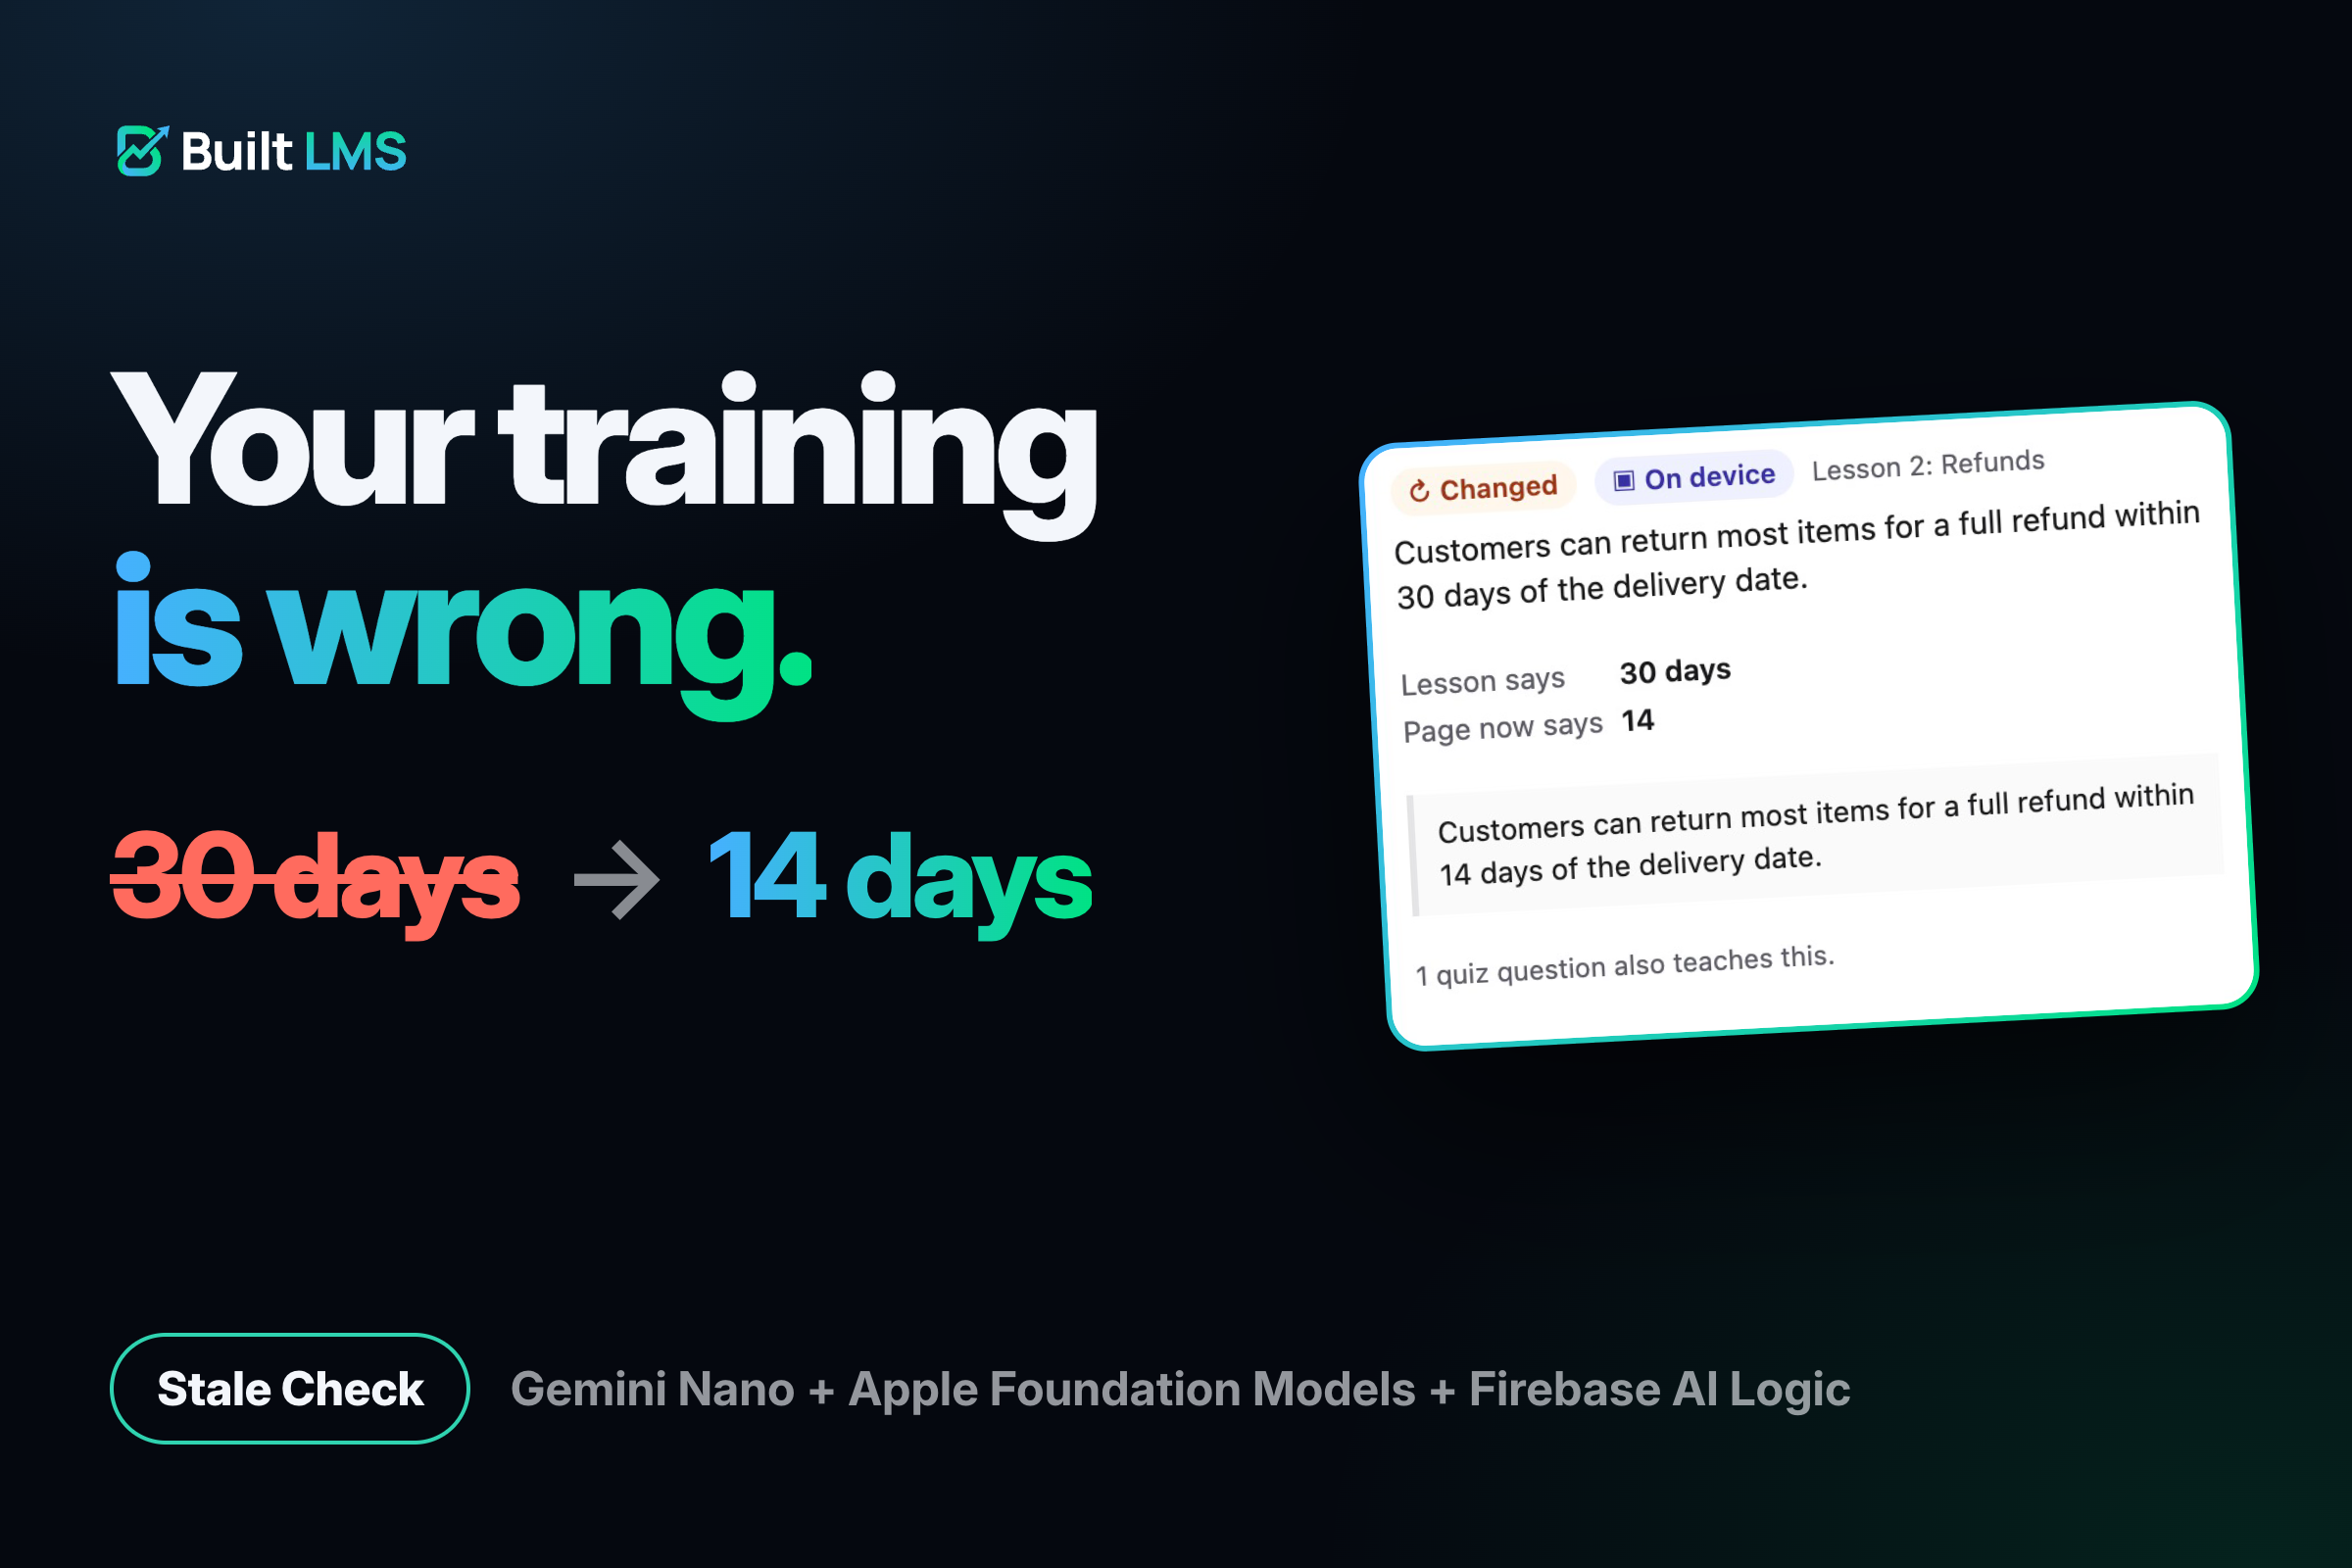 Built LMS
Your training
is wrong.
30 days → 14 days
↻ Changed ▣ On device Lesson 2: Refunds
Customers can return most items for a full refund within
30 days of the delivery date.
Lesson says 30 days
Page now says 14
Customers can return most items for a full refund within
14 days of the delivery date.
1 quiz question also teaches this.
Stale Check Gemini Nano + Apple Foundation Models + Firebase AI Logic